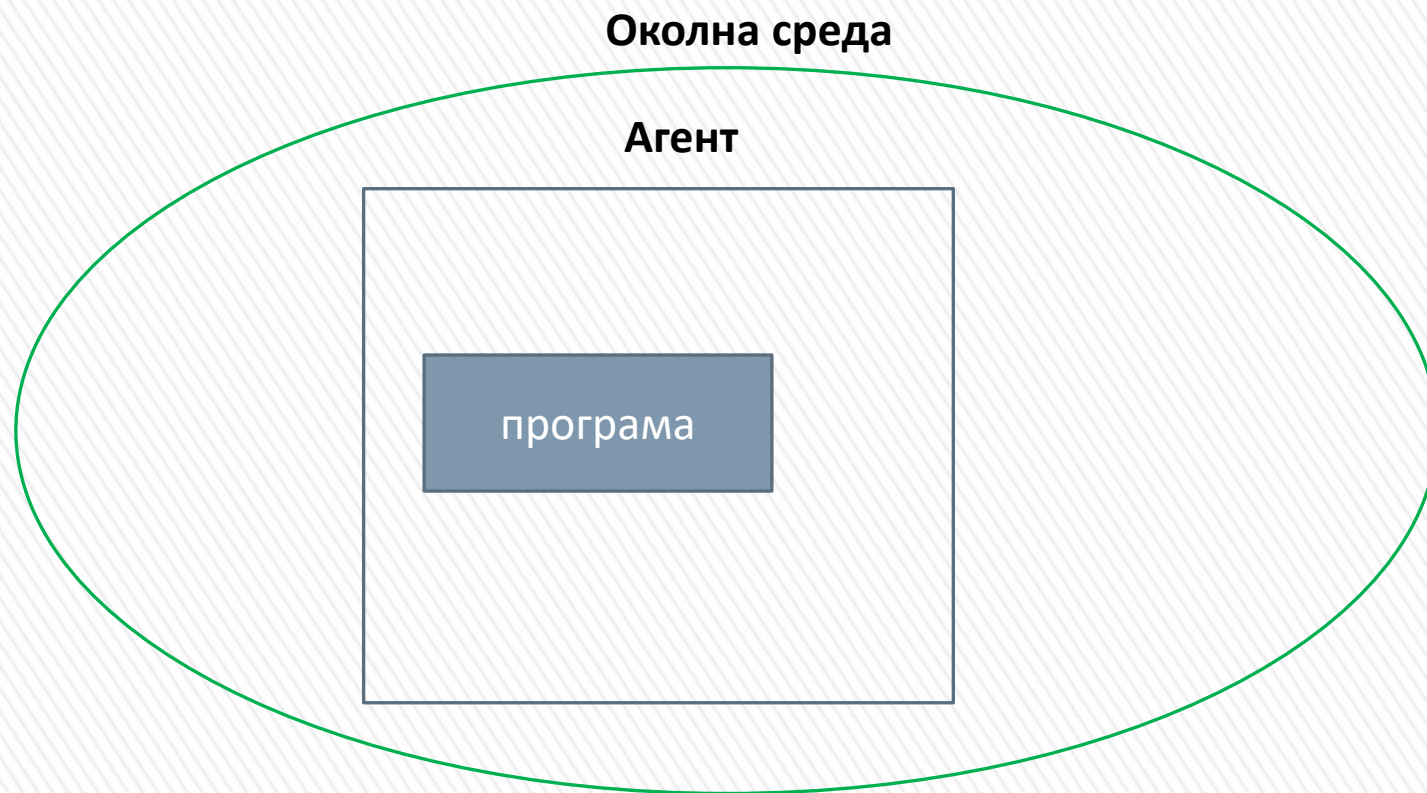 Околна среда
Агент
програма